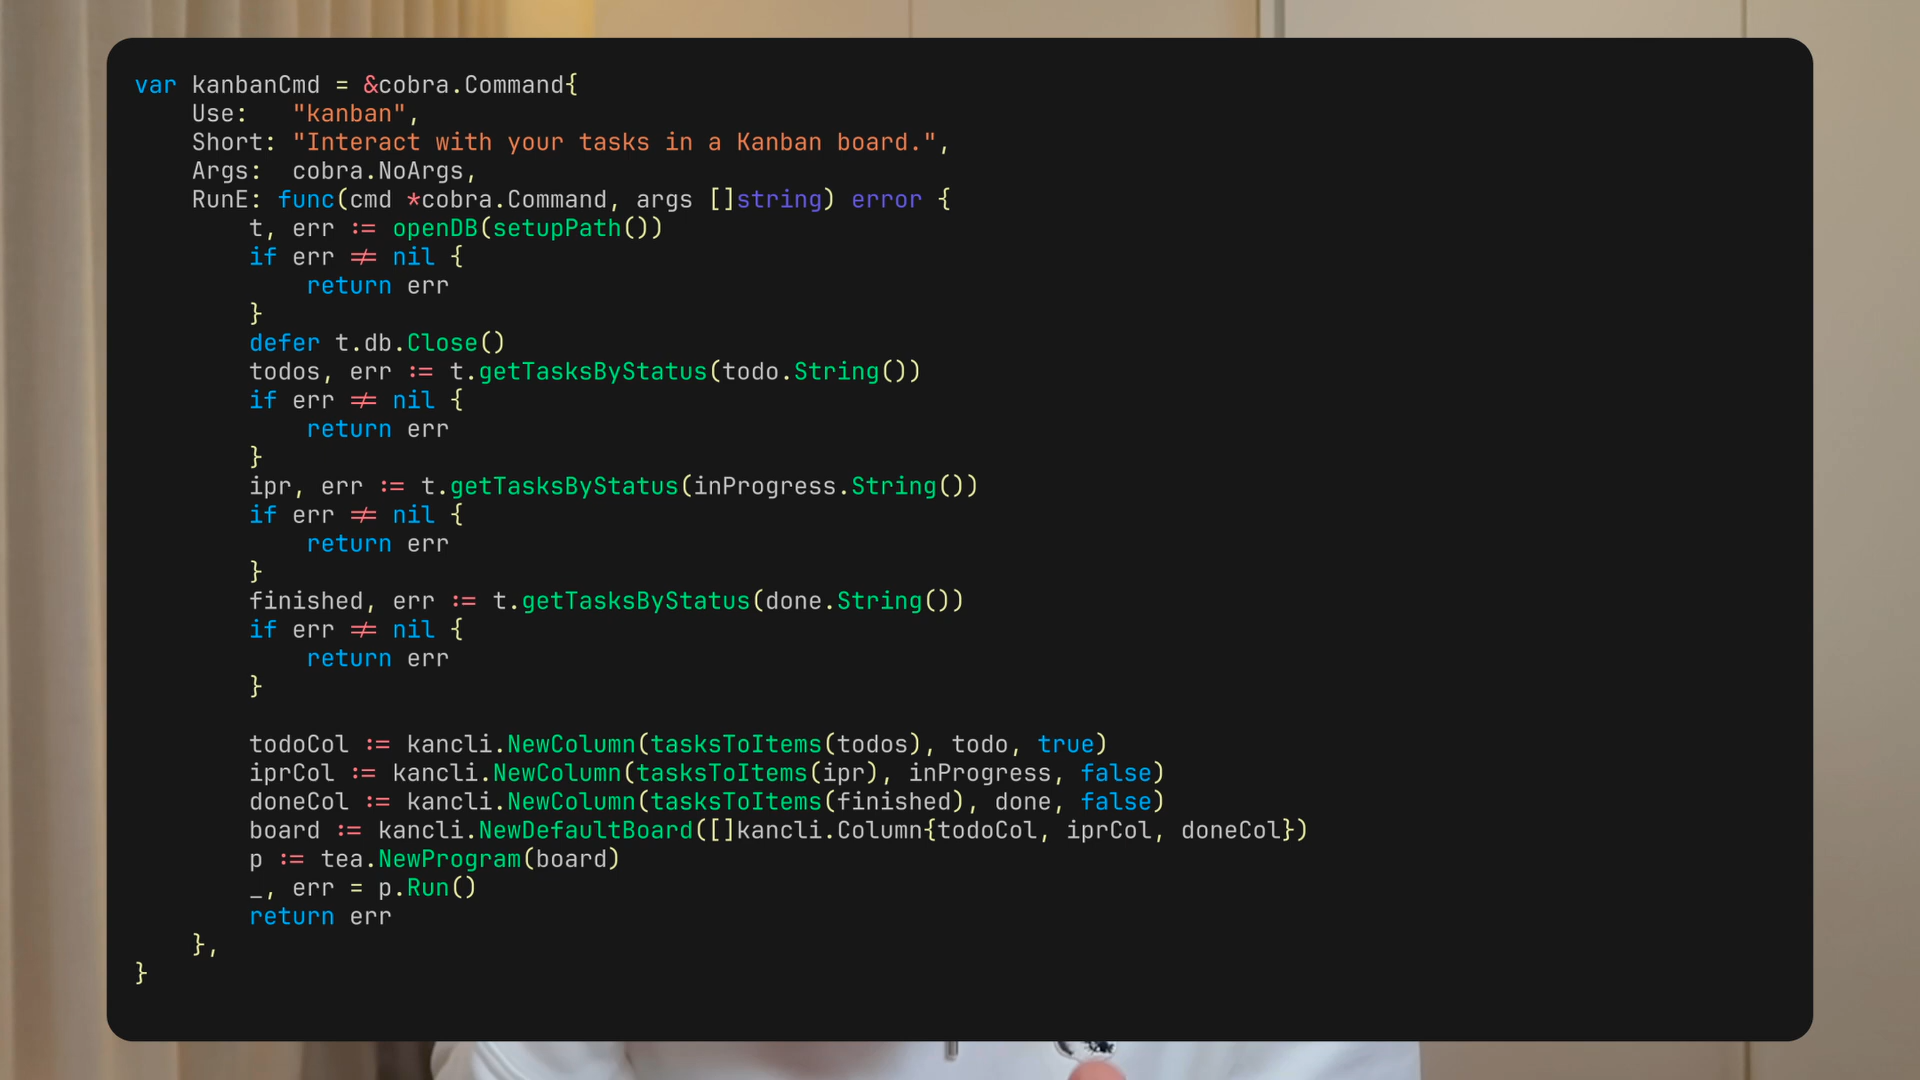 var kanbanCmd = &cobra.Command{
    Use:   "kanban",
    Short: "Interact with your tasks in a Kanban board.",
    Args:  cobra.NoArgs,
    RunE: func(cmd *cobra.Command, args []string) error {
        t, err := openDB(setupPath())
        if err != nil {
            return err
        }
        defer t.db.Close()
        todos, err := t.getTasksByStatus(todo.String())
        if err != nil {
            return err
        }
        ipr, err := t.getTasksByStatus(inProgress.String())
        if err != nil {
            return err
        }
        finished, err := t.getTasksByStatus(done.String())
        if err != nil {
            return err
        }

        todoCol := kancli.NewColumn(tasksToItems(todos), todo, true)
        iprCol := kancli.NewColumn(tasksToItems(ipr), inProgress, false)
        doneCol := kancli.NewColumn(tasksToItems(finished), done, false)
        board := kancli.NewDefaultBoard([]kancli.Column{todoCol, iprCol, doneCol})
        p := tea.NewProgram(board)
        _, err = p.Run()
        return err
    },
}